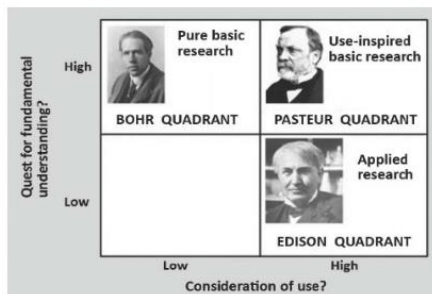 Quest for fundamental
understanding?
High
Low
Pure basic
research
BOHR QUADRANT
Use-inspired
basic research
PASTEUR QUADRANT
Applied
research
EDISON QUADRANT
Low
High
Consideration of use?